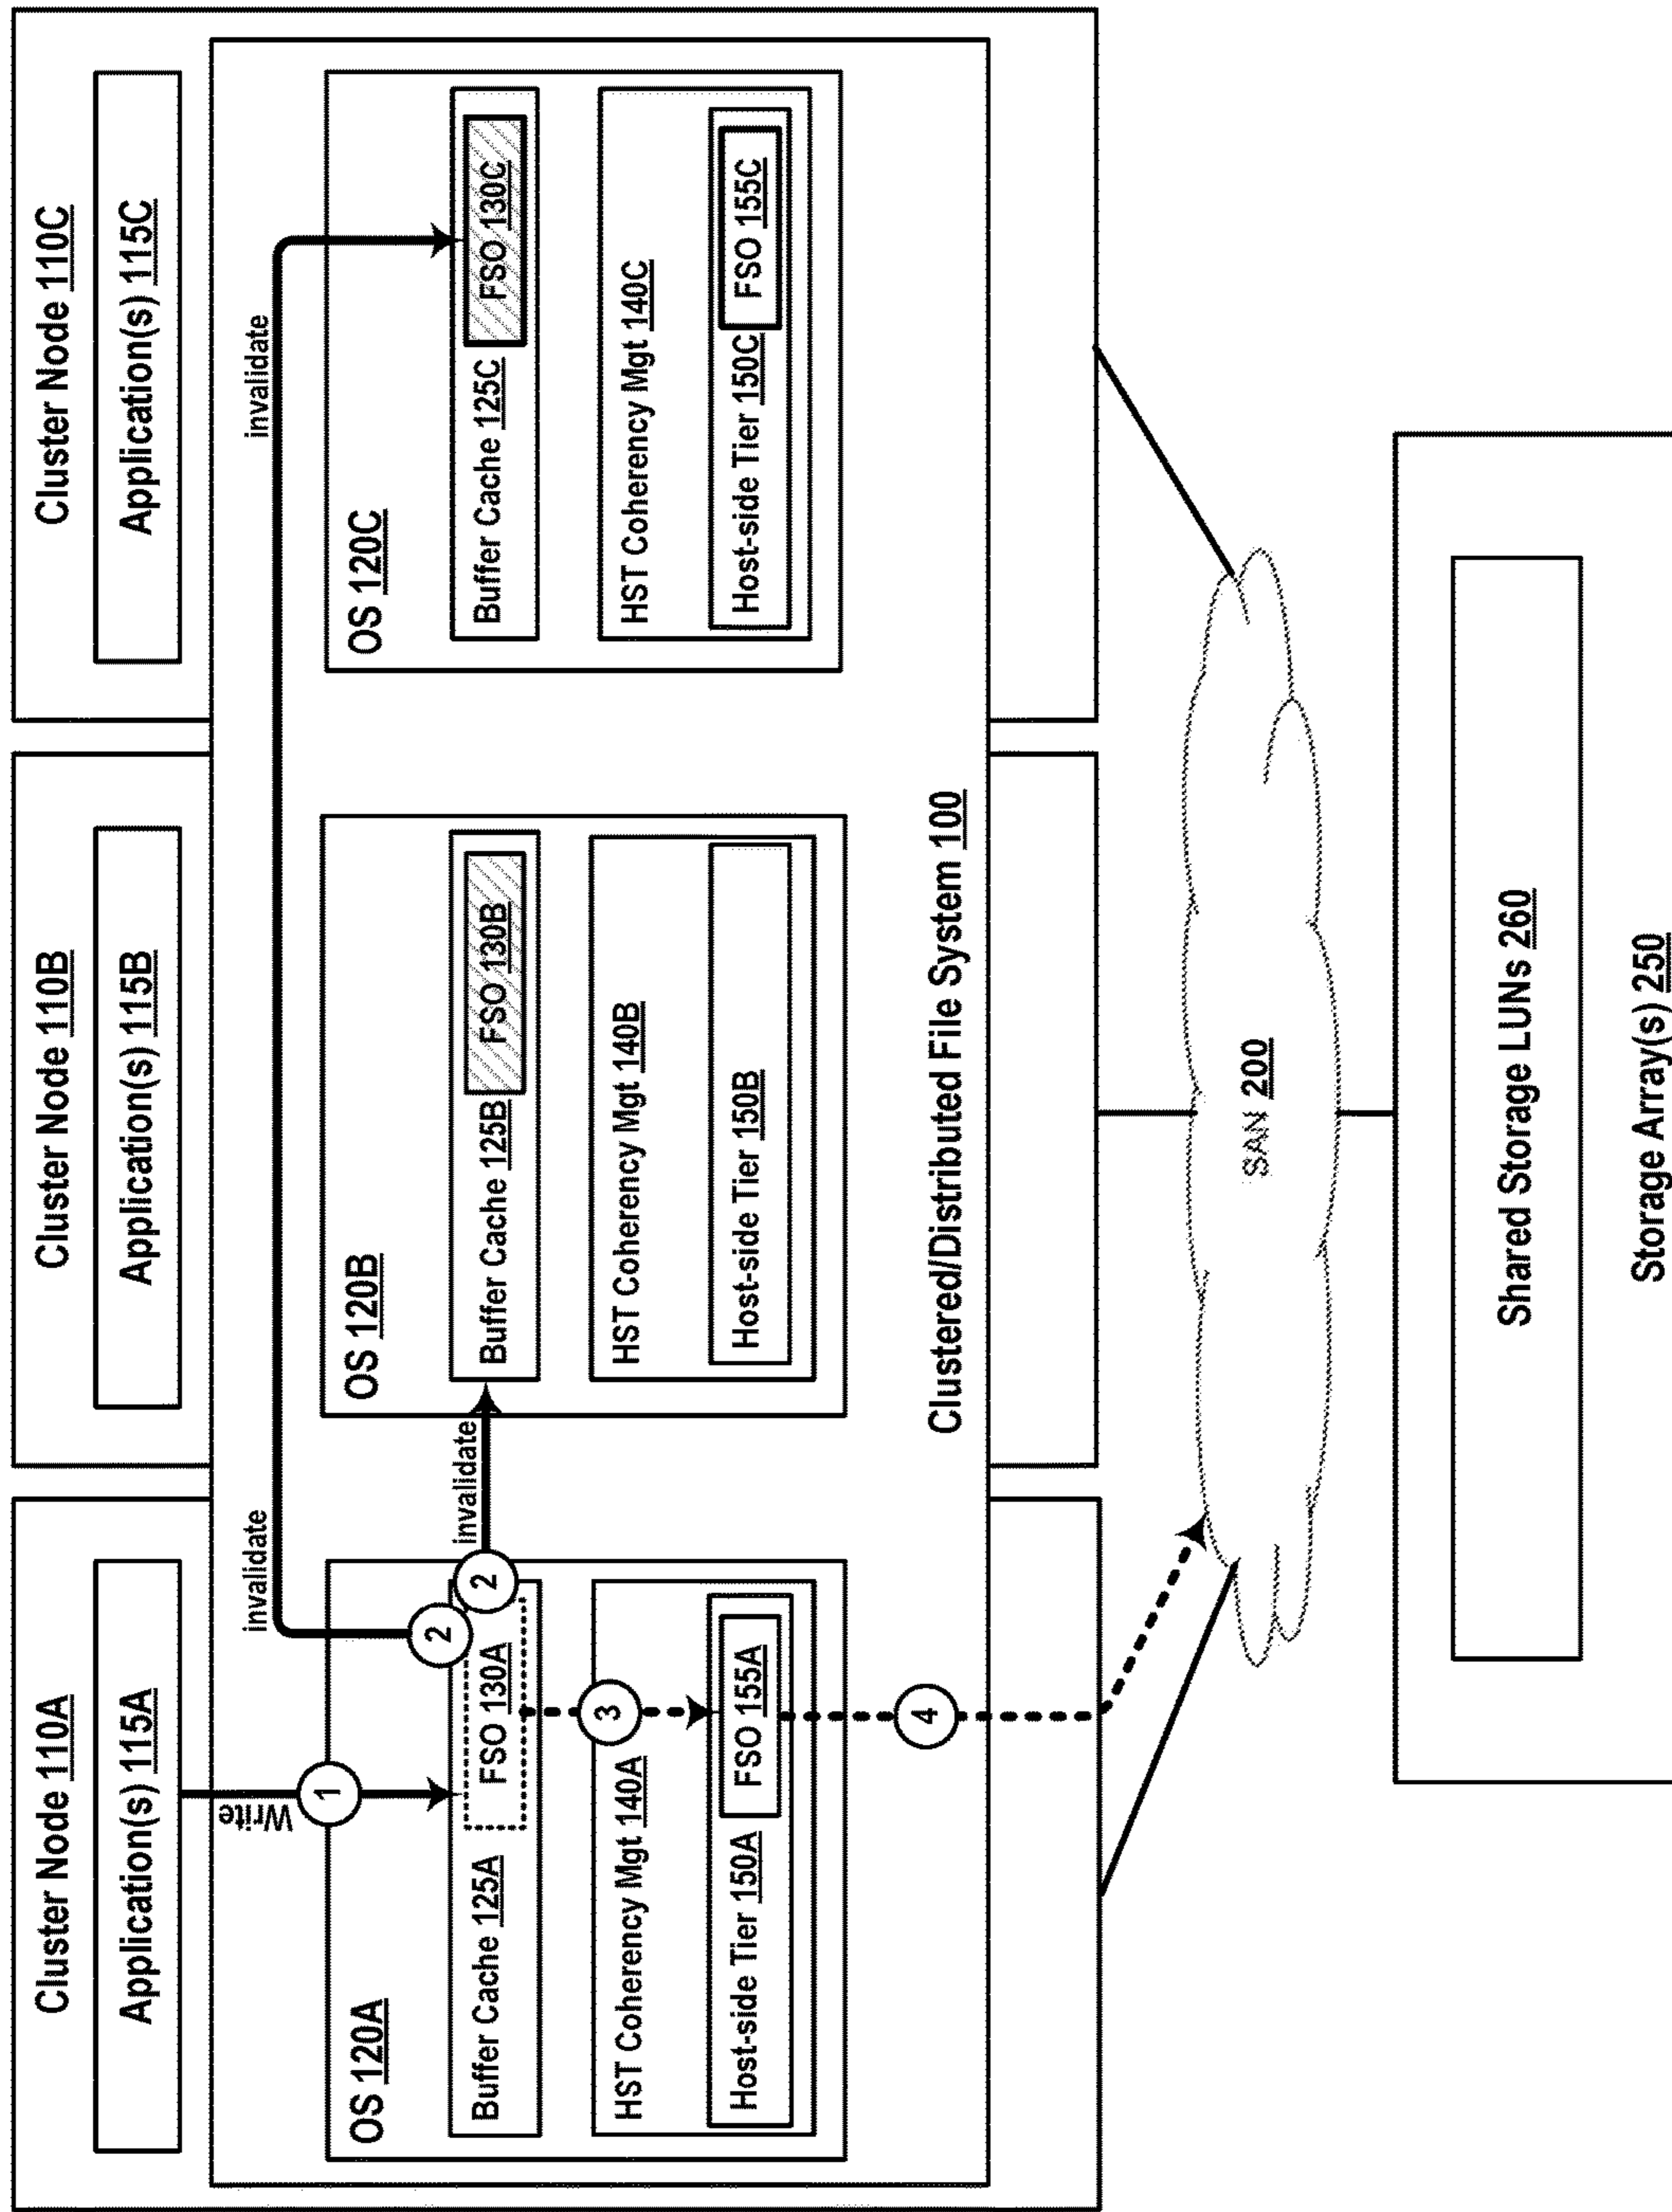 Cluster Node 110A
Application(s) 115A
Write
1
invalidate
OS 120A
2
2
invalidate
Buffer Cache 125A
FSO 130A
3
HST Coherency Mgt 140A
Host-side Tier 150A
FSO 155A
4
Cluster Node 110B
Application(s) 115B
OS 120B
Buffer Cache 125B
FSO 130B
HST Coherency Mgt 140B
Host-side Tier 150B
Cluster Node 110C
Application(s) 115C
invalidate
OS 120C
Buffer Cache 125C
FSO 130C
HST Coherency Mgt 140C
Host-side Tier 150C
FSO 155C
Clustered/Distributed File System 100
SAN 200
Shared Storage LUNs 260
Storage Array(s) 250